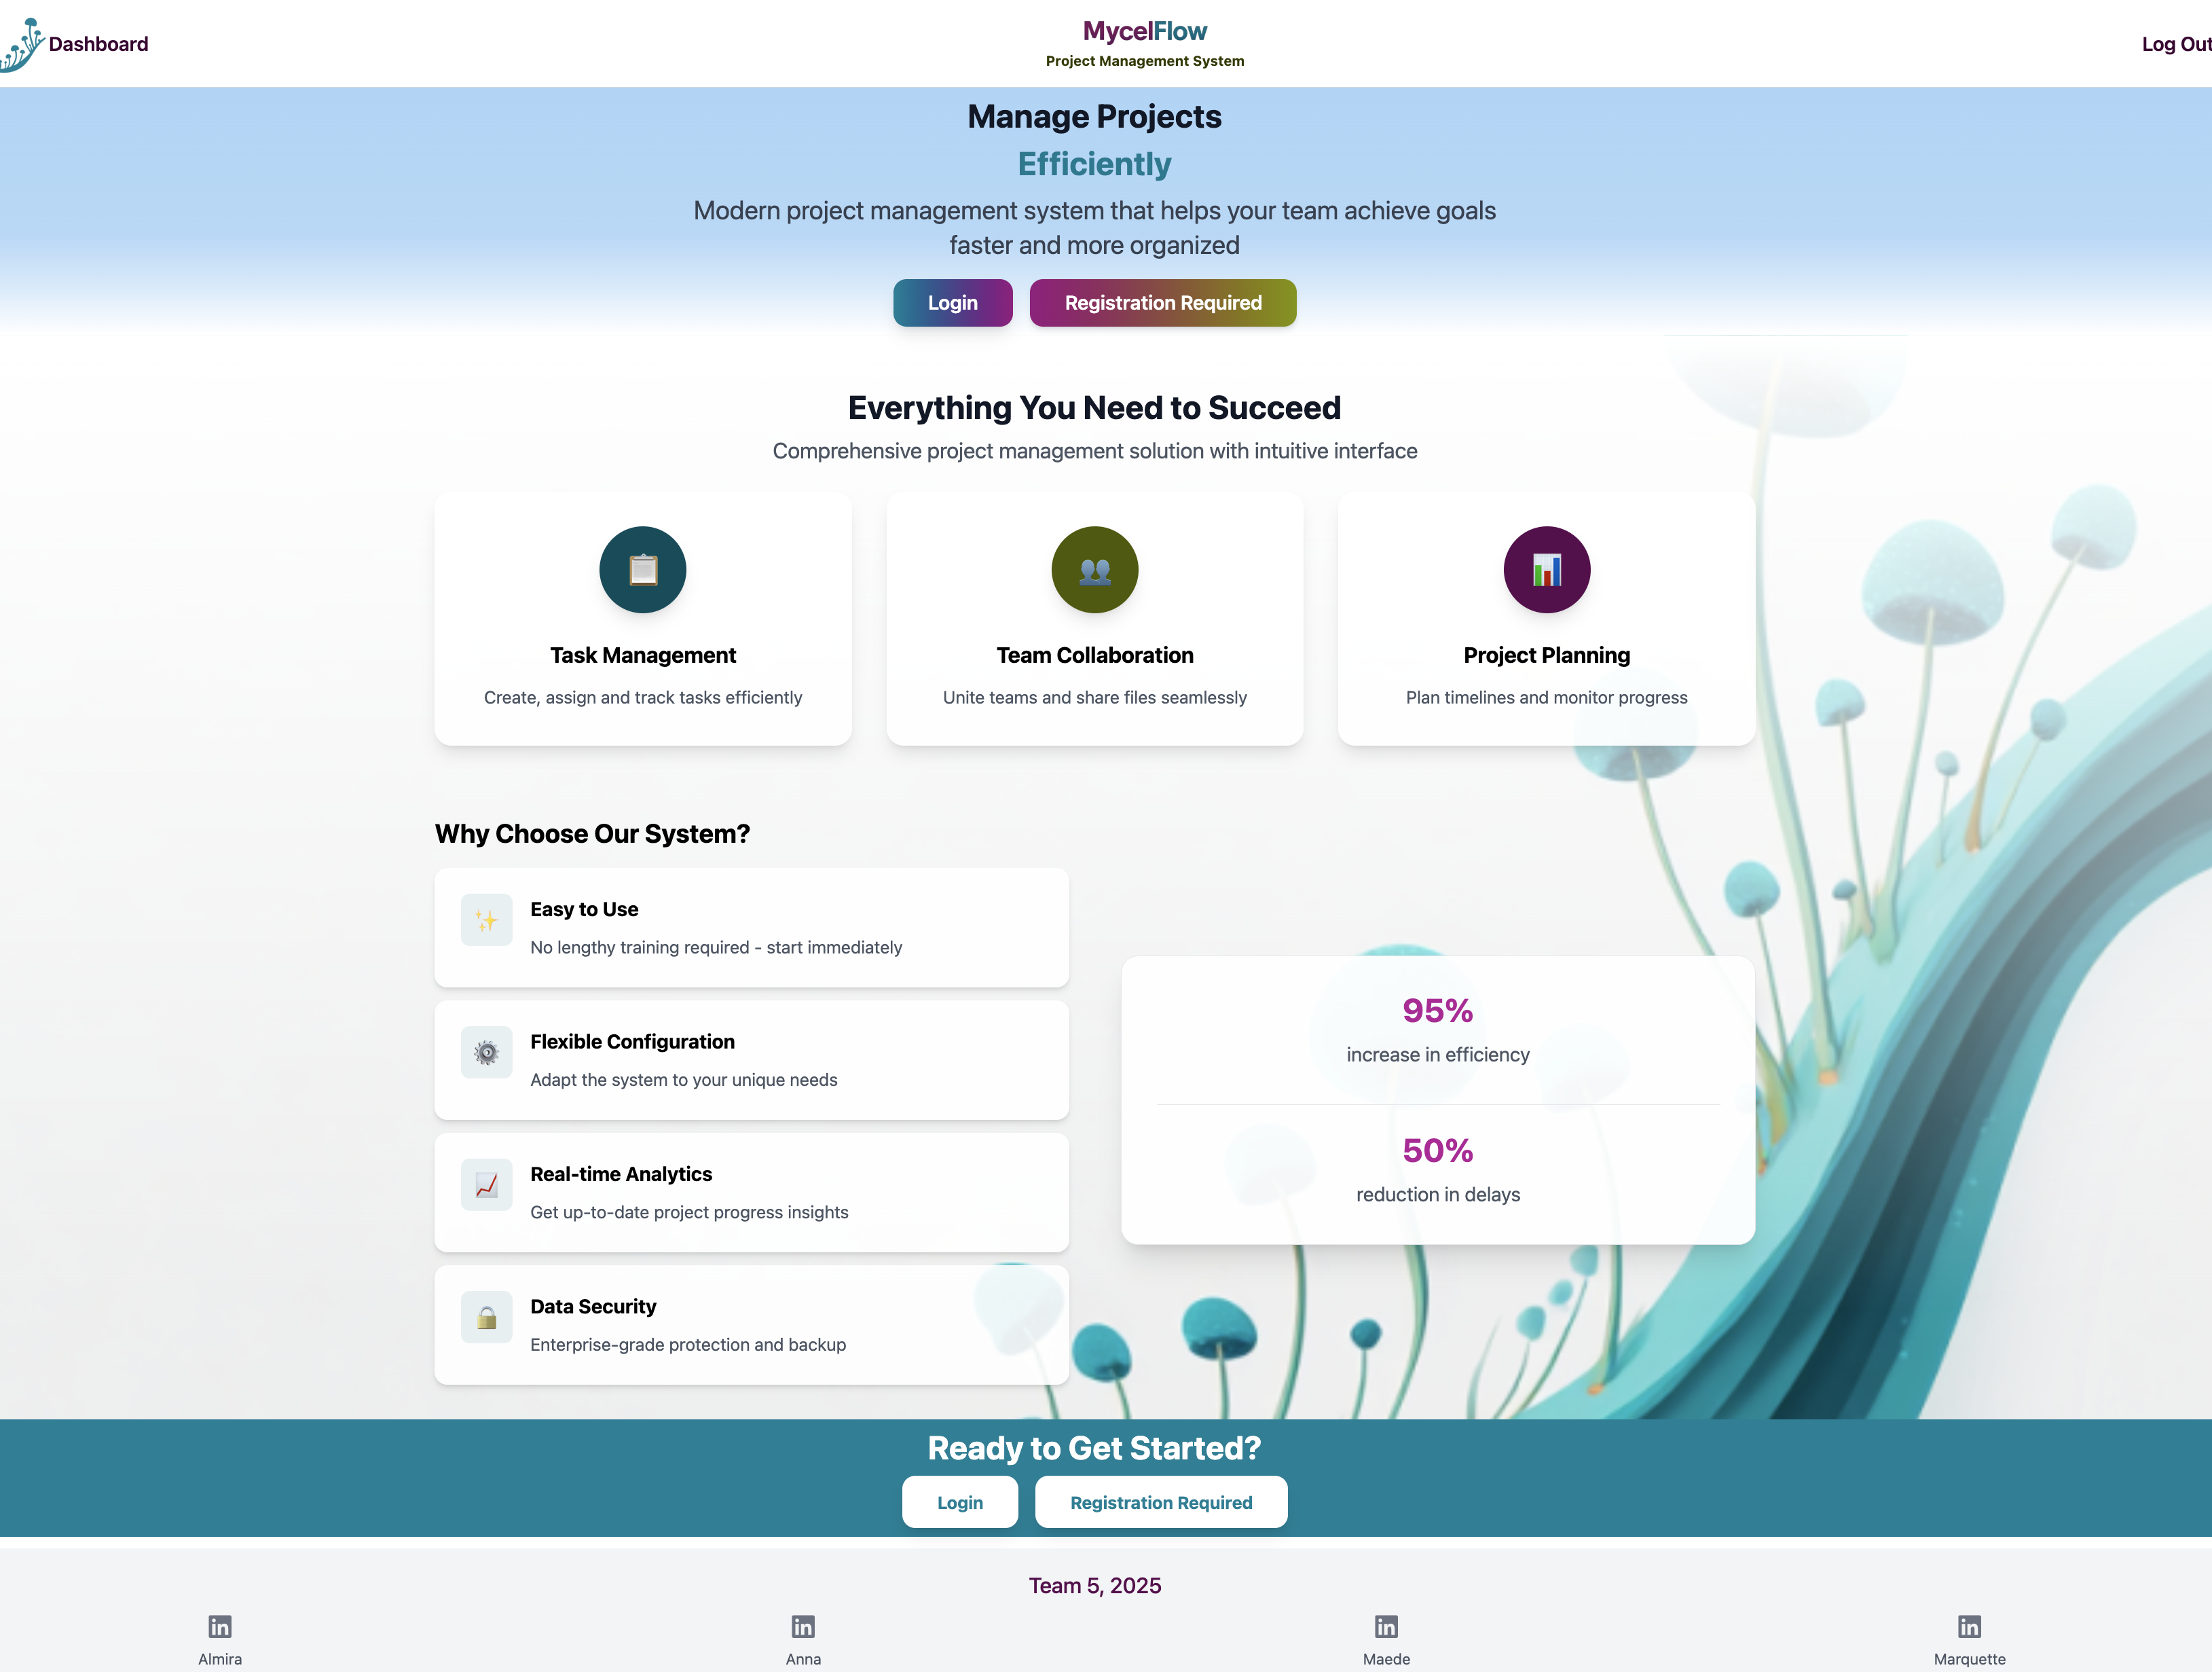 Dashboard
MycelFlow
Project Management System
Log Out
Manage Projects
Efficiently
Modern project management system that helps your team achieve goals
faster and more organized
Login
Registration Required
Everything You Need to Succeed
Comprehensive project management solution with intuitive interface
Task Management
Create, assign and track tasks efficiently
Team Collaboration
Unite teams and share files seamlessly
Project Planning
Plan timelines and monitor progress
Why Choose Our System?
Easy to Use
No lengthy training required - start immediately
Flexible Configuration
Adapt the system to your unique needs
Real-time Analytics
Get up-to-date project progress insights
Data Security
Enterprise-grade protection and backup
95%
increase in efficiency
50%
reduction in delays
Ready to Get Started?
Login
Registration Required
Team 5, 2025
in
Almira
in
Anna
in
Maede
in
Marquette